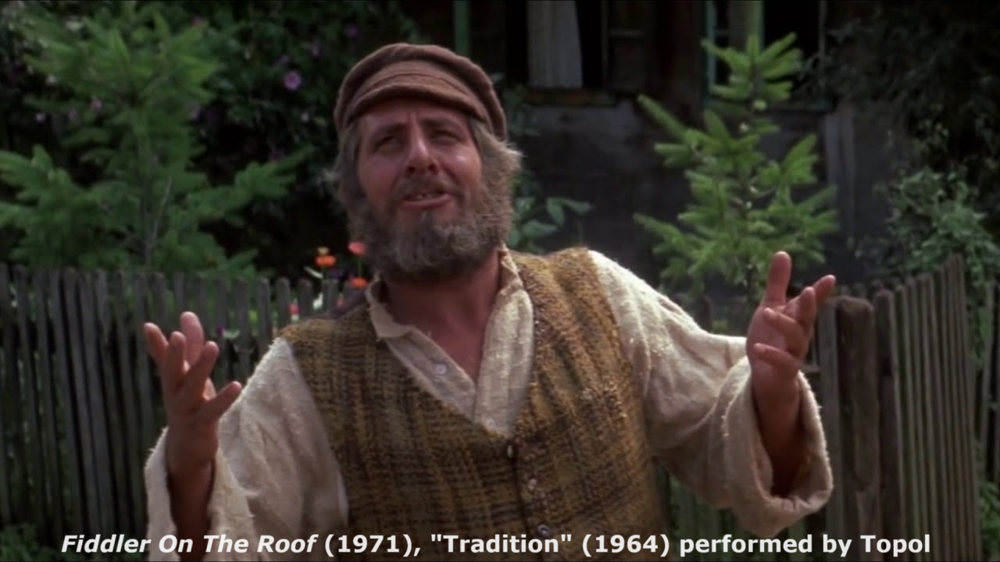 Fiddler On The Roof (1971), "Tradition" (1964) performed by Topol